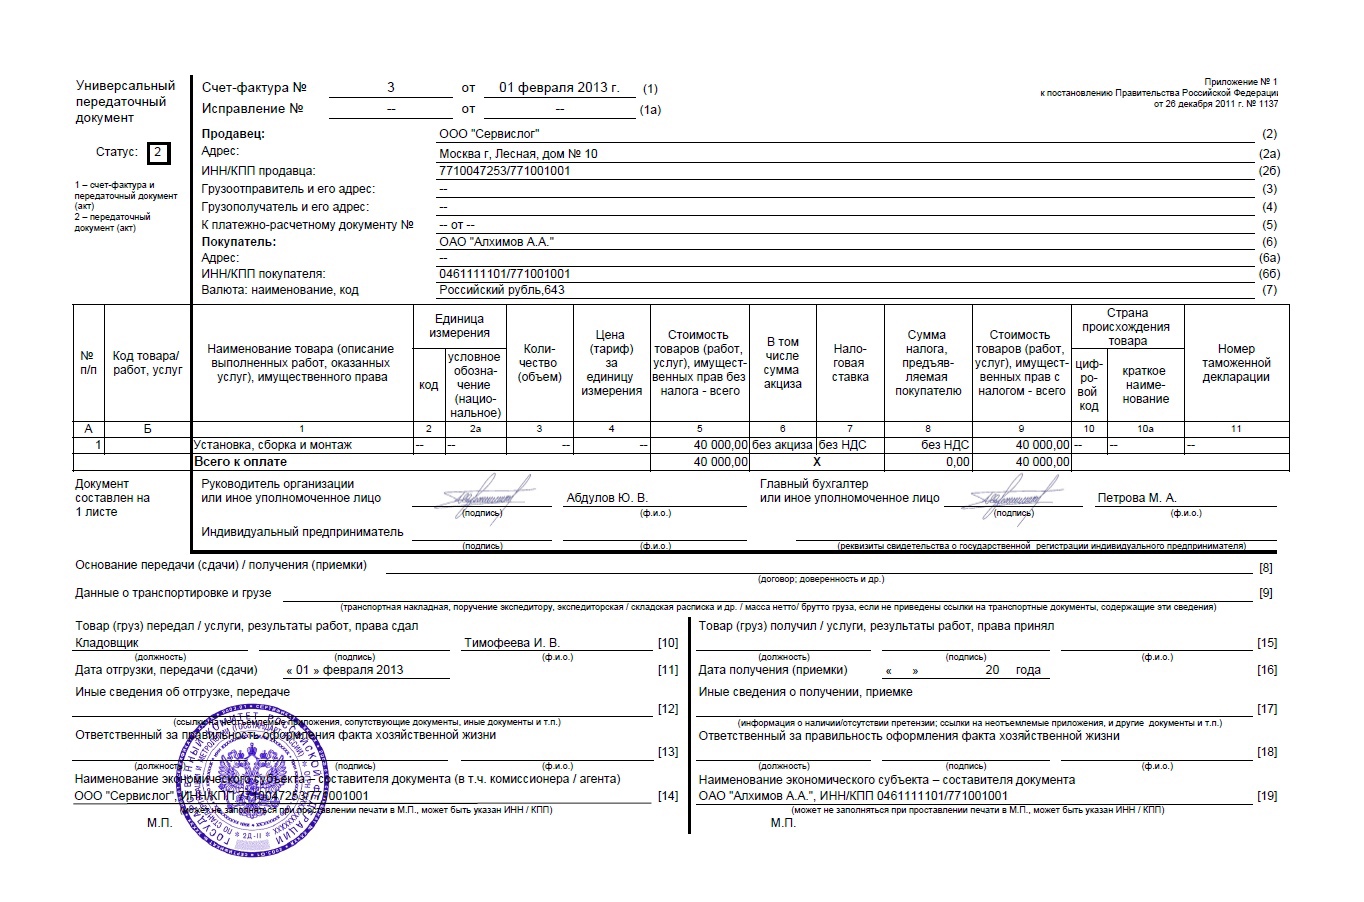 Универсальный
передаточный
документ
Статус: 2
1 – счет-фактура и
передаточный документ
(акт)
2 – передаточный
документ (акт)
Счет-фактура № 3 от 01 февраля 2013 г. (1)
Исправление № -- от -- (1а)
Приложение № 1
к постановлению Правительства Российской Федераци
от 26 декабря 2011 г. № 1137
Продавец: ООО "Сервислог" (2)
Адрес: Москва г, Лесная, дом № 10 (2а)
ИНН/КПП продавца: 7710047253/771001001 (2б)
Грузоотправитель и его адрес: -- (3)
Грузополучатель и его адрес: -- (4)
К платежно-расчетному документу № -- от -- (5)
Покупатель: ОАО "Алхимов А.А." (6)
Адрес: -- (6а)
ИНН/КПП покупателя: 0461111101/771001001 (6б)
Валюта: наименование, код Российский рубль,643 (7)
№
п/п
Код товара/
работ, услуг
Наименование товара (описание
выполненных работ, оказанных
услуг), имущественного права
Единица
измерения
код
условное
обозна-
чение
(нацио-
нальное)
Коли-
чество
(объем)
Цена
(тариф)
за
единицу
измерения
Стоимость
товаров (работ,
услуг), имущест-
венных прав без
налога - всего
В том
числе
сумма
акциза
Нало-
говая
ставка
Сумма
налога,
предъяв-
ляемая
покупателю
Стоимость
товаров (работ,
услуг), имущест-
венных прав с
налогом - всего
Страна
происхождения
товара
циф-
ро-
вой
код
краткое
наиме-
нование
Номер
таможенной
декларации
А Б 1 2 2а 3 4 5 6 7 8 9 10 10а 11
1 Установка, сборка и монтаж -- -- -- -- 40 000,00 без акциза без НДС без НДС 40 000,00 -- -- --
Всего к оплате 40 000,00 Х 0,00 40 000,00
Документ
составлен на
1 листе
Руководитель организации
или иное уполномоченное лицо Абдулов Ю. В.
(подпись) (ф.и.о.)
Главный бухгалтер
или иное уполномоченное лицо Петрова М. А.
(подпись) (ф.и.о.)
Индивидуальный предприниматель
(подпись) (ф.и.о.) (реквизиты свидетельства о государственной регистрации индивидуального предпринимателя)
Основание передачи (сдачи) / получения (приемки) [8]
(договор; доверенность и др.)
Данные о транспортировке и грузе [9]
(транспортная накладная, поручение экспедитору, экспедиторская / складская расписка и др. / масса нетто/ брутто груза, если не приведены ссылки на транспортные документы, содержащие эти сведения)
Товар (груз) передал / услуги, результаты работ, права сдал
Кладовщик Тимофеева И. В. [10]
(должность) (подпись) (ф.и.о.)
Дата отгрузки, передачи (сдачи) « 01 » февраля 2013 [11]
Иные сведения об отгрузке, передаче
[12]
(ссылки на неотъемлемые приложения, сопутствующие документы, иные документы и т.п.)
Ответственный за правильность оформления факта хозяйственной жизни
[13]
(должность) (подпись) (ф.и.о.)
Наименование экономического субъекта – составителя документа (в т.ч. комиссионера / агента)
ООО "Сервислог", ИНН/КПП 7710047253/771001001 [14]
(может не заполняться при проставлении печати в М.П., может быть указан ИНН / КПП)
М.П.
Товар (груз) получил / услуги, результаты работ, права принял
[15]
(должность) (подпись) (ф.и.о.)
Дата получения (приемки) « » 20 года [16]
Иные сведения о получении, приемке
[17]
(информация о наличии/отсутствии претензии; ссылки на неотъемлемые приложения, и другие документы и т.п.)
Ответственный за правильность оформления факта хозяйственной жизни
[18]
(должность) (подпись) (ф.и.о.)
Наименование экономического субъекта – составителя документа
ОАО "Алхимов А.А.", ИНН/КПП 0461111101/771001001 [19]
(может не заполняться при проставлении печати в М.П., может быть указан ИНН / КПП)
М.П.